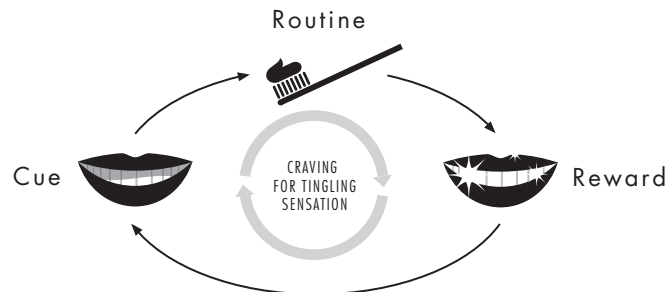 Routine
Cue
CRAVING
FOR TINGLING
SENSATION
Reward